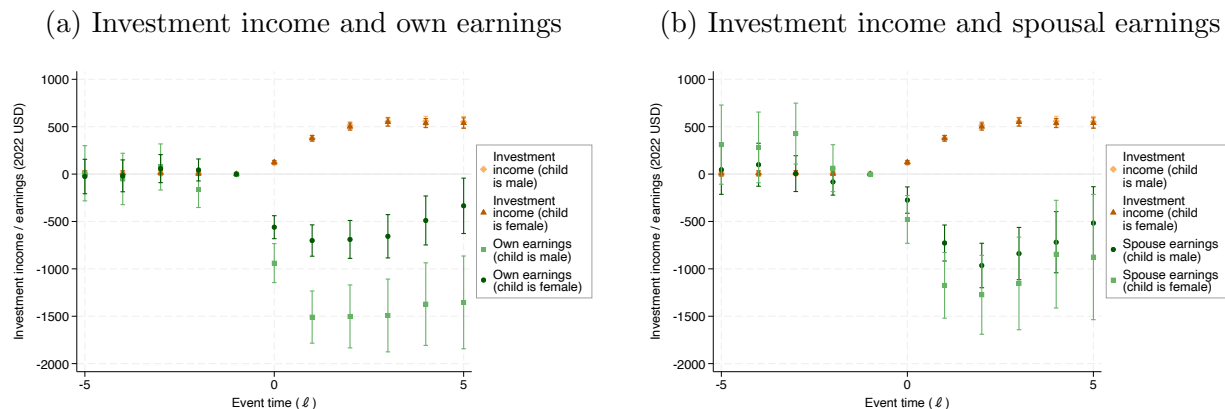 (a) Investment income and own earnings
Investment income / earnings (2022 USD)
1000
500
0
-500
-1000
-1500
-2000
-5
0
5
Event time (ℓ)
Investment
income (child
is male)
Investment
income (child
is female)
Own earnings
(child is male)
Own earnings
(child is female)
(b) Investment income and spousal earnings
Investment income / earnings (2022 USD)
1000
500
0
-500
-1000
-1500
-2000
-5
0
5
Event time (ℓ)
Investment
income (child
is male)
Investment
income (child
is female)
Spouse earnings
(child is male)
Spouse earnings
(child is female)